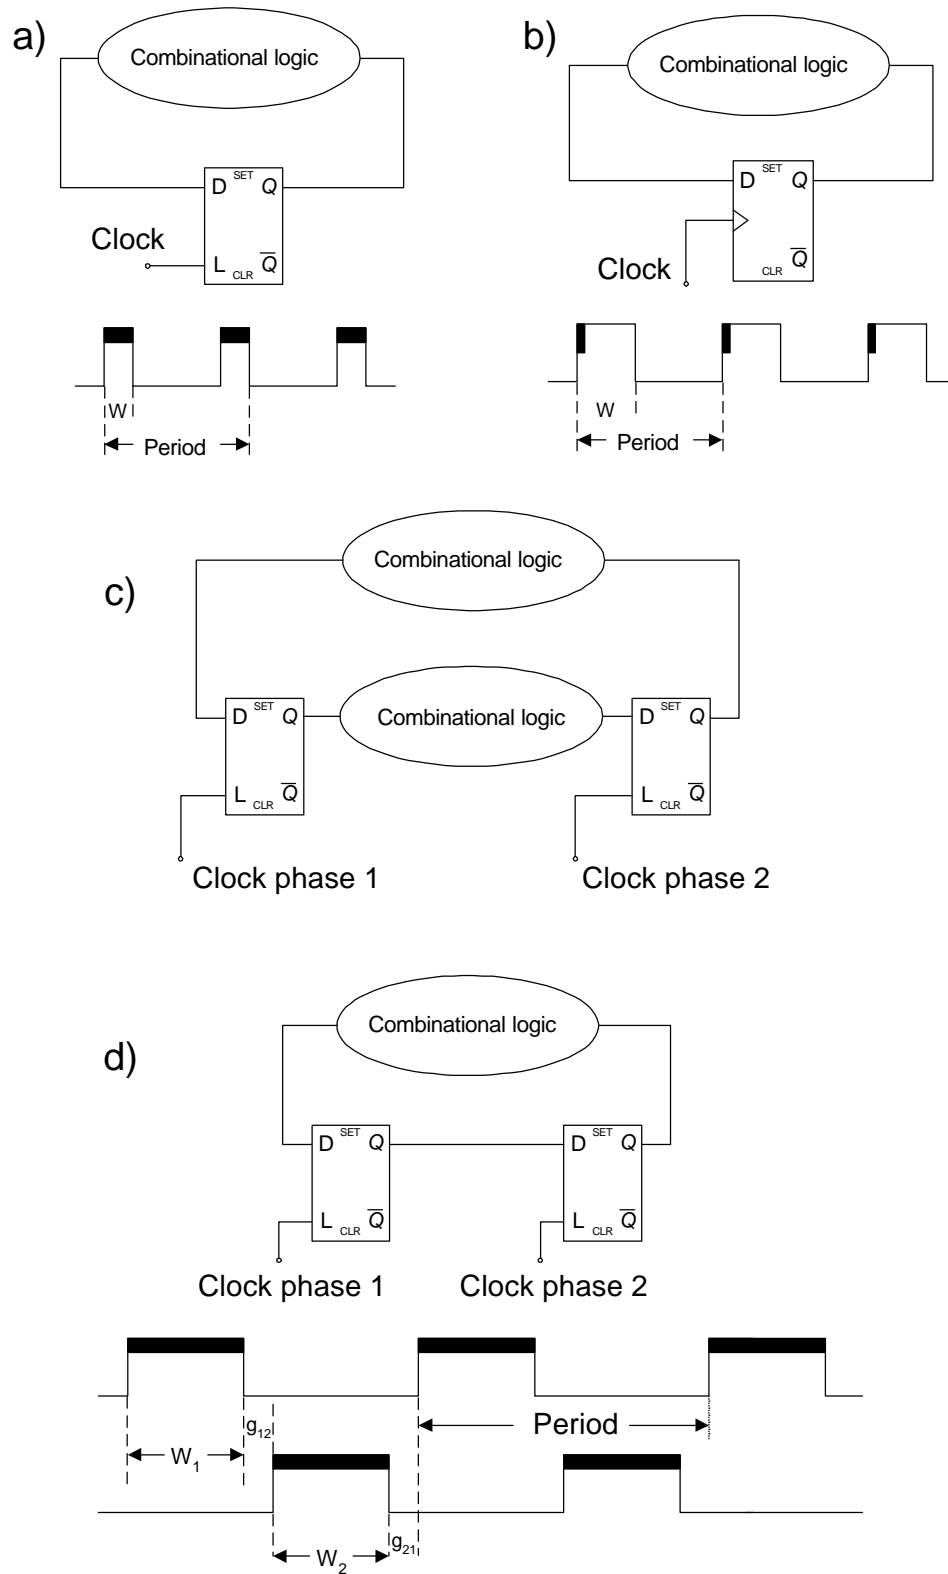 a)
Combinational logic
D SET Q
Clock
L CLR Q̅
W
Period
b)
Combinational logic
D SET Q
Q̅
Clock
CLR
W
Period
c)
Combinational logic
Combinational logic
D SET Q
L CLR Q̅
D SET Q
L CLR Q̅
Clock phase 1
Clock phase 2
d)
Combinational logic
D SET Q
L CLR Q̅
D SET Q
L CLR Q̅
Clock phase 1
Clock phase 2
W₁
g₁₂
Period
W₂
g₂₁